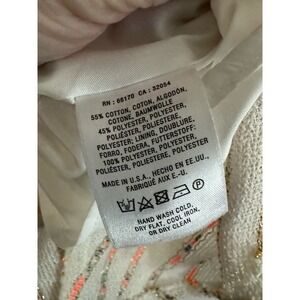 RN: 66170 CA: 32054
55% COTTON, COTON, ALGODÓN,
COTONE, BAUMWOLLE
45% POLYESTER, POLYESTER,
POLIÉSTER, POLIESTERE,
POLYESTER; LINING, DOUBLURE,
FORRO, FODERA, FUTTERSTOFF:
100% POLYESTER, POLYESTER,
POLIÉSTER, POLIESTERE, POLYESTER
MADE IN U.S.A., HECHO EN EE.UU.,
FABRIQUÉ AUX E.-U.
P
HAND WASH COLD,
DRY FLAT, COOL IRON,
OR DRY CLEAN